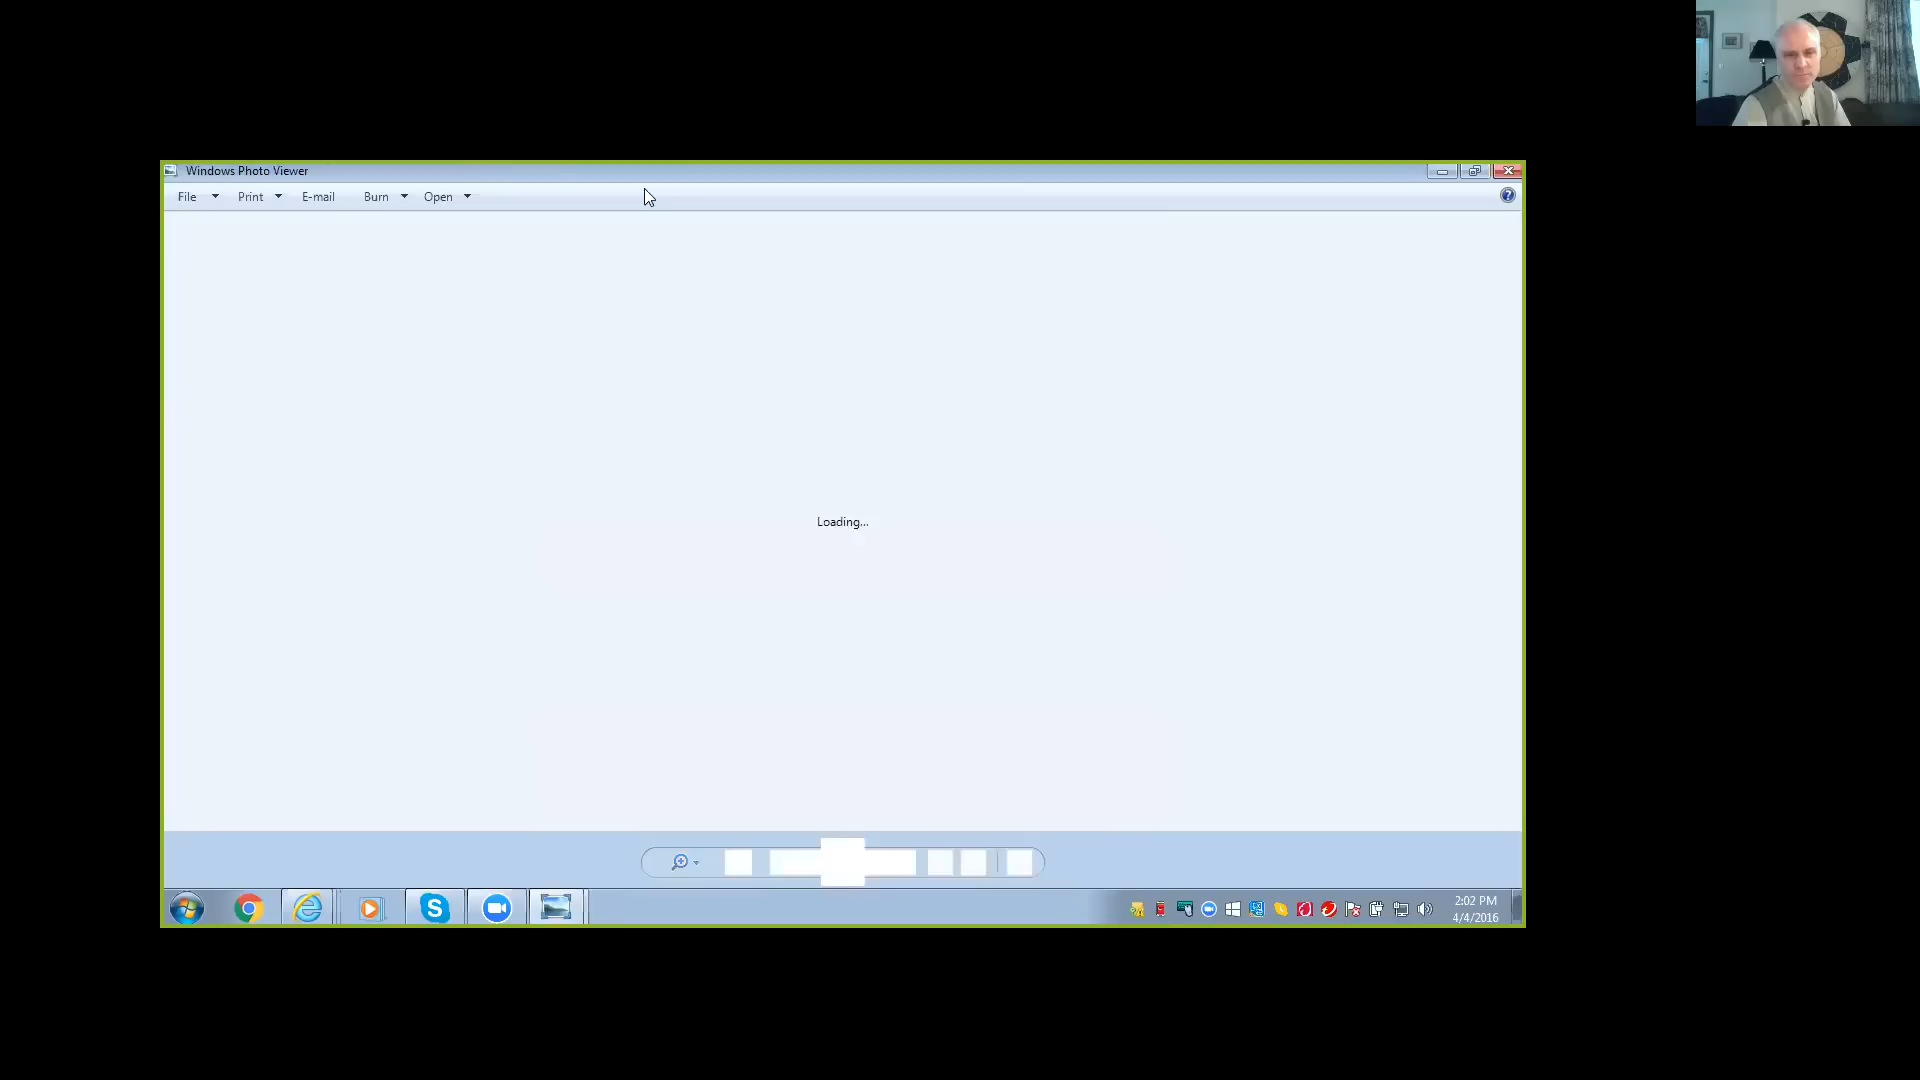 Windows Photo Viewer
File Print E-mail Burn Open
Loading...
2:02 PM
4/4/2016